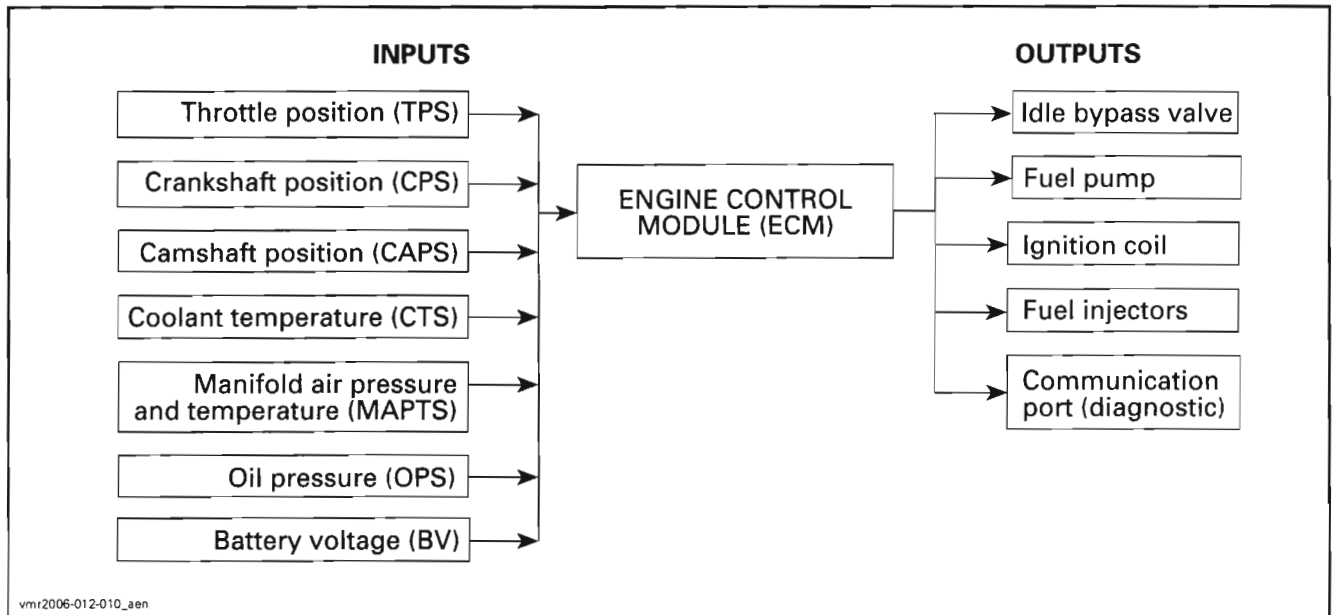 INPUTS
Throttle position (TPS)
Crankshaft position (CPS)
Camshaft position (CAPS)
Coolant temperature (CTS)
Manifold air pressure
and temperature (MAPTS)
Oil pressure (OPS)
Battery voltage (BV)
ENGINE CONTROL
MODULE (ECM)
OUTPUTS
Idle bypass valve
Fuel pump
Ignition coil
Fuel injectors
Communication
port (diagnostic)
vmr2006-012-010_aen